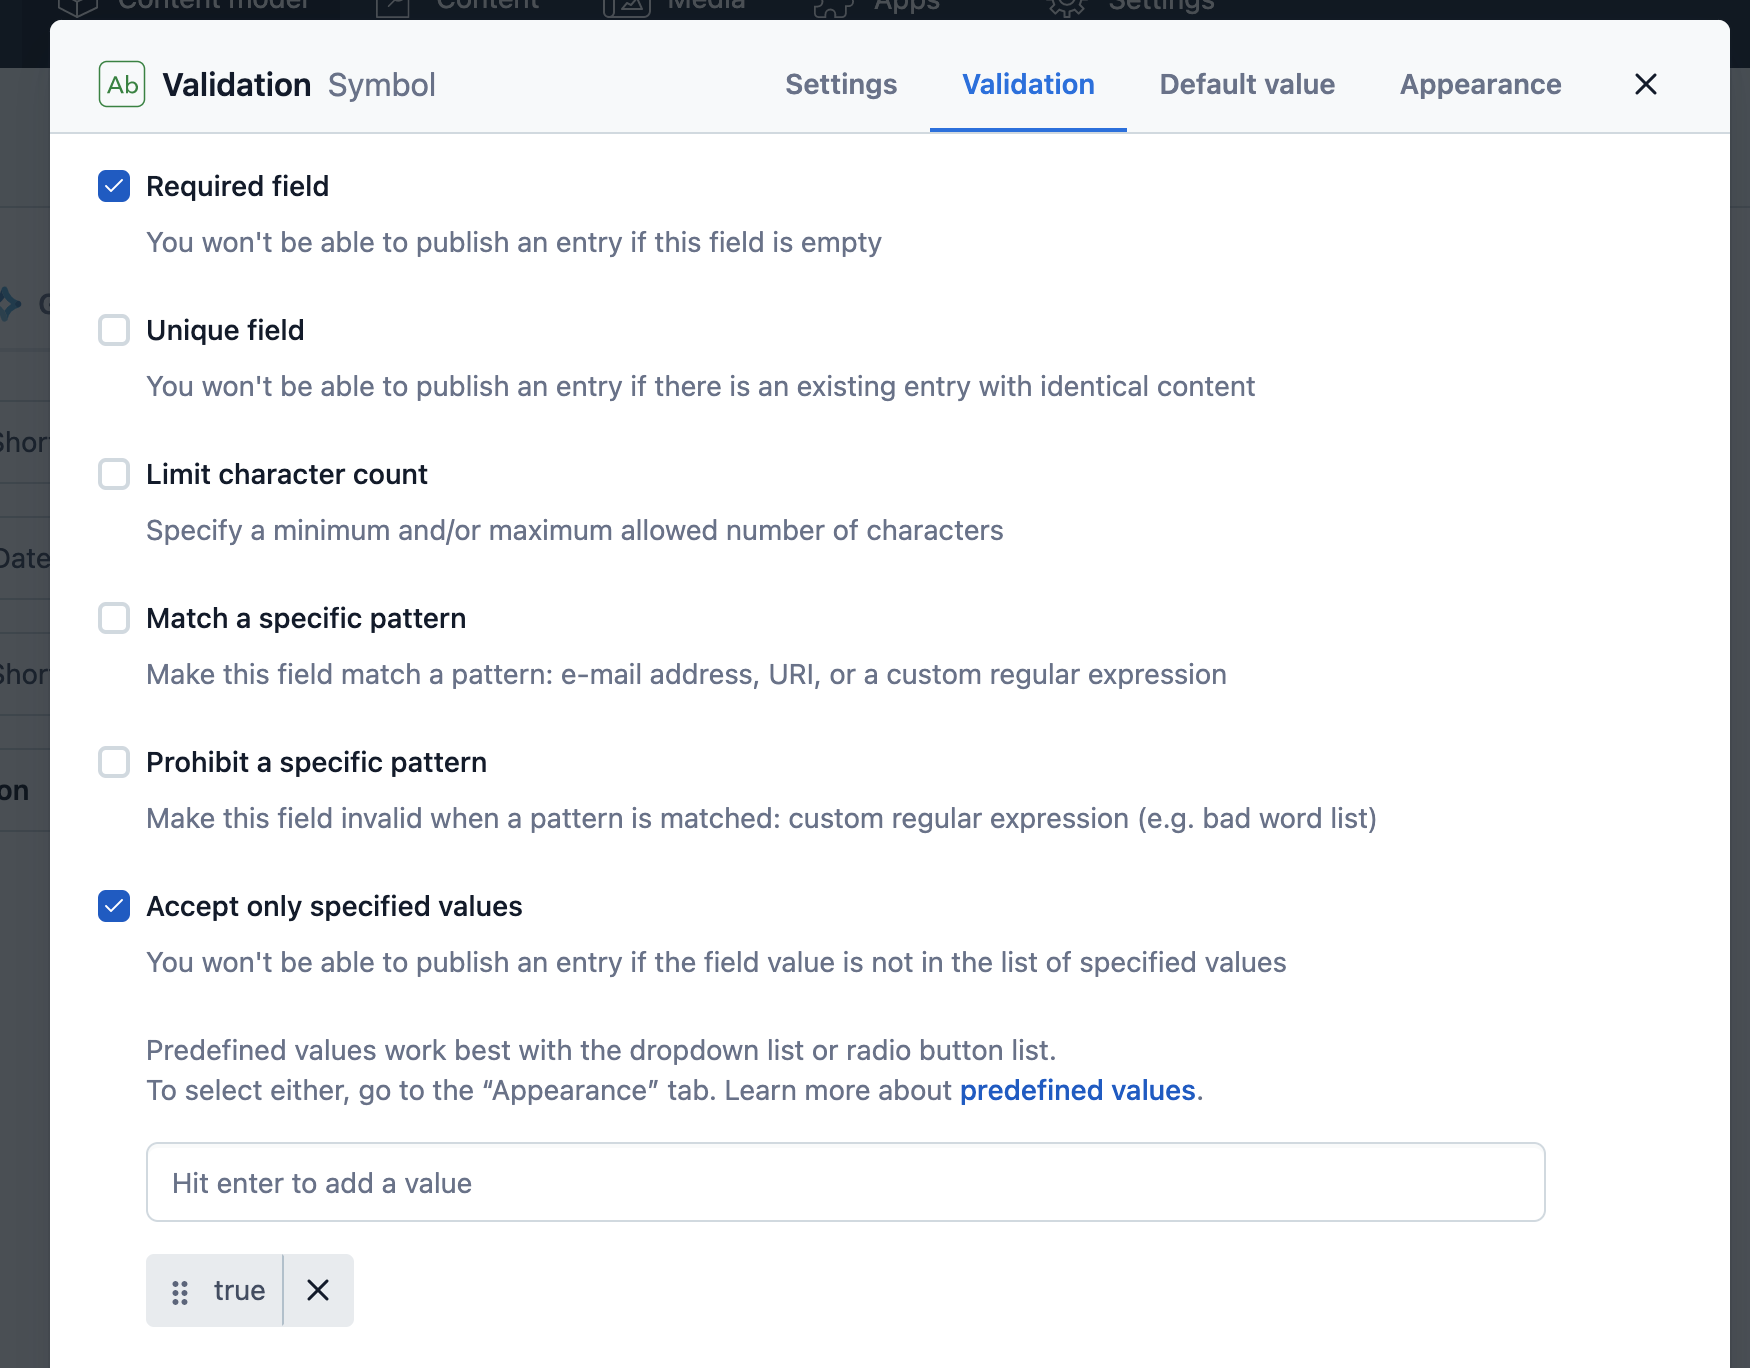 Content model Content Media Apps Settings
Ab Validation Symbol Settings Validation Default value Appearance
Required field
You won't be able to publish an entry if this field is empty
Unique field
You won't be able to publish an entry if there is an existing entry with identical content
Limit character count
Specify a minimum and/or maximum allowed number of characters
Match a specific pattern
Make this field match a pattern: e-mail address, URI, or a custom regular expression
Prohibit a specific pattern
Make this field invalid when a pattern is matched: custom regular expression (e.g. bad word list)
on
Accept only specified values
You won't be able to publish an entry if the field value is not in the list of specified values
Predefined values work best with the dropdown list or radio button list.
To select either, go to the “Appearance” tab. Learn more about predefined values.
Hit enter to add a value
true